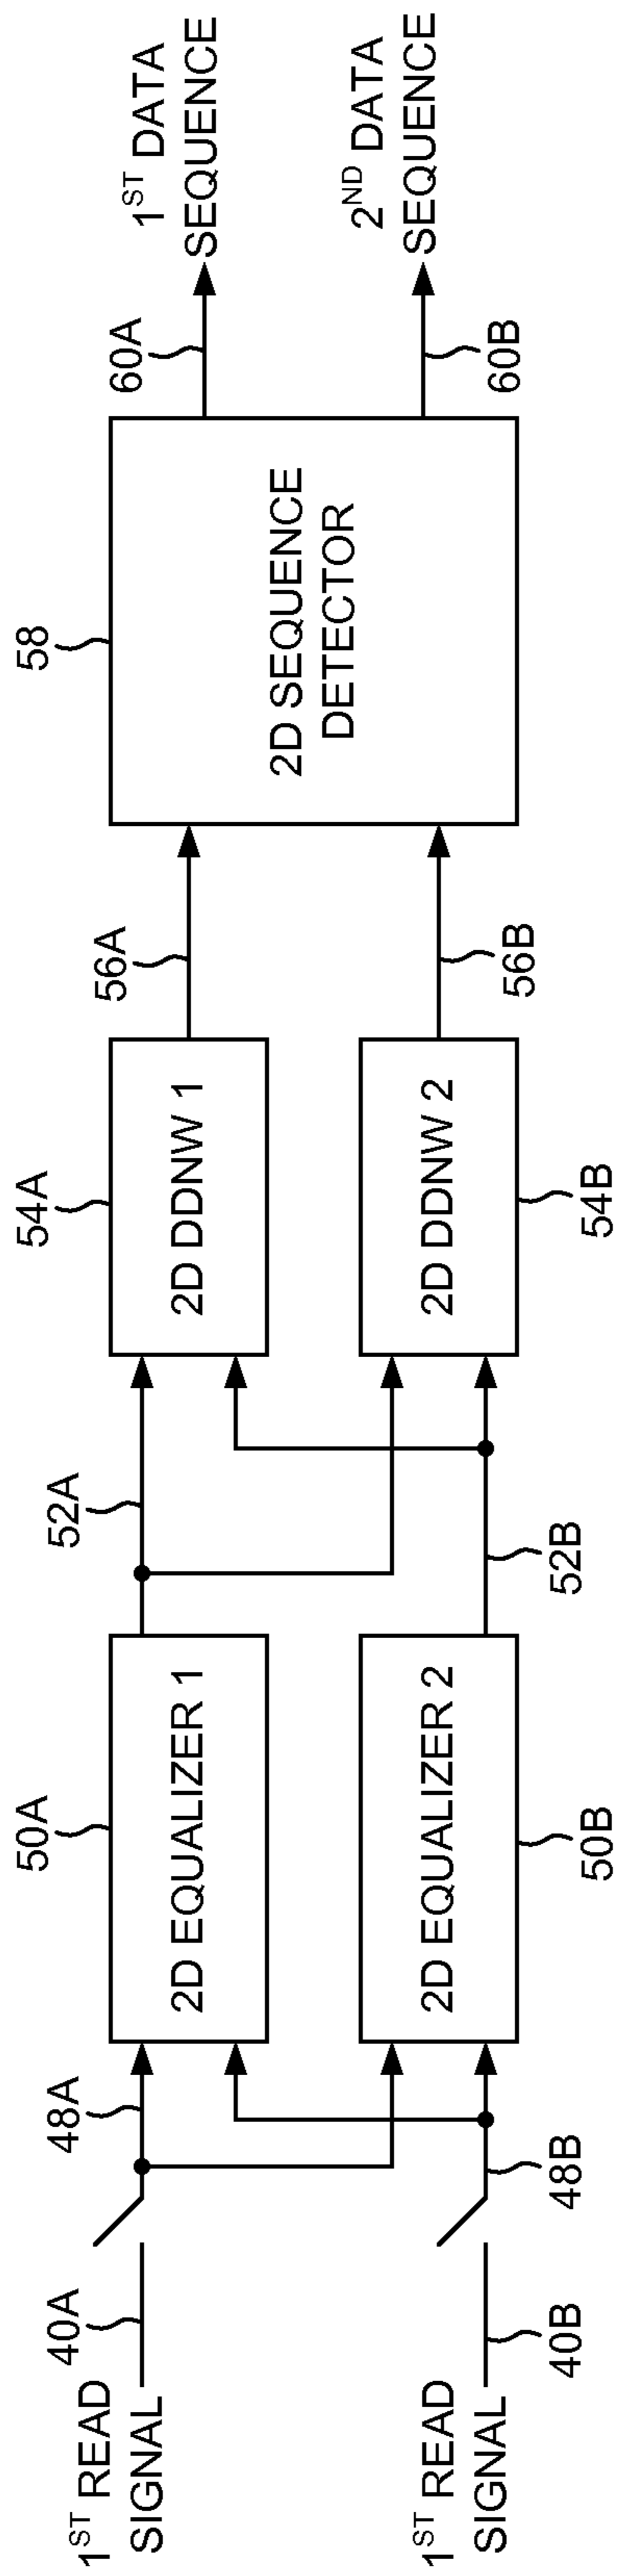 1ST READ
SIGNAL
40A
48A
50A
2D EQUALIZER 1
52A
54A
2D DDNW 1
56A
58
2D SEQUENCE
DETECTOR
60A
1ST DATA
SEQUENCE
1ST READ
SIGNAL
40B
48B
50B
2D EQUALIZER 2
52B
54B
2D DDNW 2
56B
60B
2ND DATA
SEQUENCE